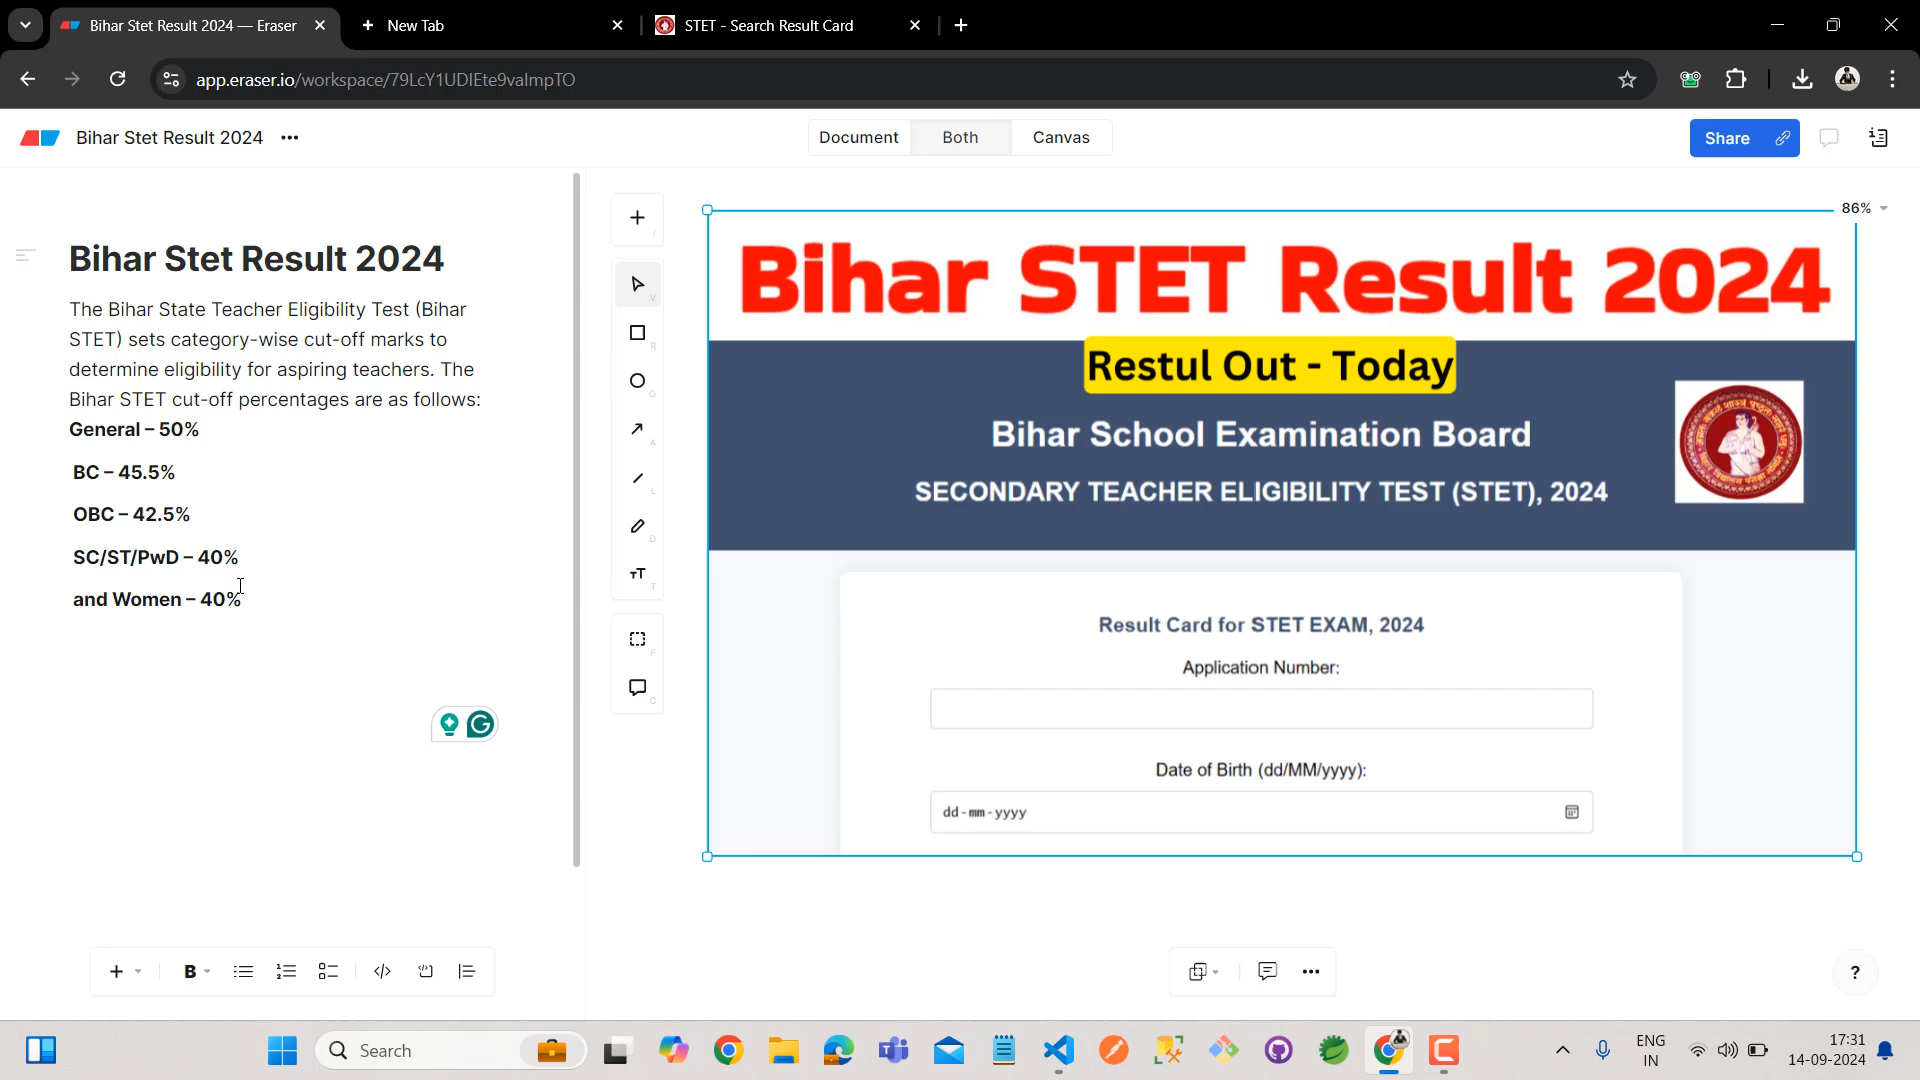 Bihar Stet Result 2024 — Eraser
New Tab
STET - Search Result Card
app.eraser.io/workspace/79LcY1UDIEte9valmpTO
Bihar Stet Result 2024
Document
Both
Canvas
Share
86%
Bihar Stet Result 2024
The Bihar State Teacher Eligibility Test (Bihar
STET) sets category-wise cut-off marks to
determine eligibility for aspiring teachers. The
Bihar STET cut-off percentages are as follows:
General – 50%
BC – 45.5%
OBC – 42.5%
SC/ST/PwD – 40%
and Women – 40%
/
V
R
O
A
L
D
T
F
C
Bihar STET Result 2024
Restul Out - Today
Bihar School Examination Board
SECONDARY TEACHER ELIGIBILITY TEST (STET), 2024
Result Card for STET EXAM, 2024
Application Number:
Date of Birth (dd/MM/yyyy):
dd-mm-yyyy
B
?
Search
ENG
IN
17:31
14-09-2024